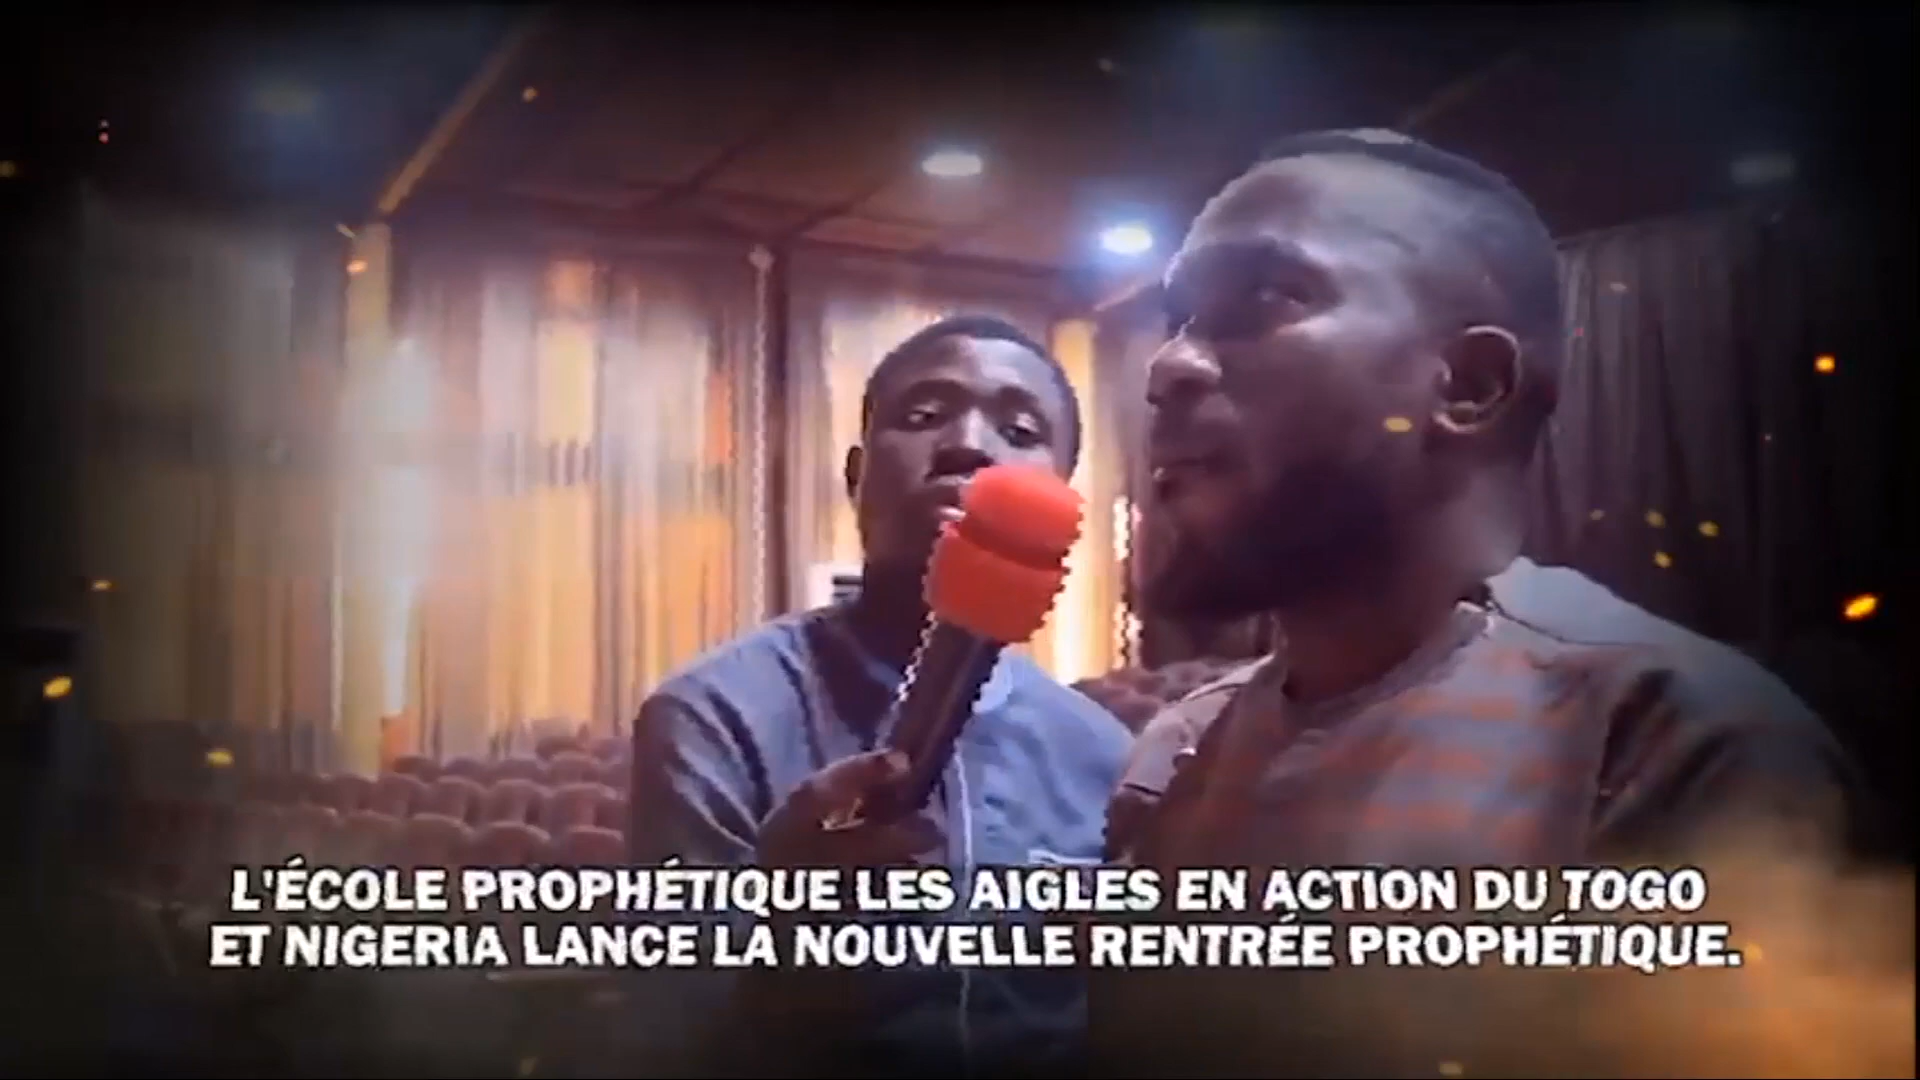 L'ÉCOLE PROPHÉTIQUE LES AIGLES EN ACTION DU TOGO
ET NIGERIA LANCE LA NOUVELLE RENTRÉE PROPHÉTIQUE.